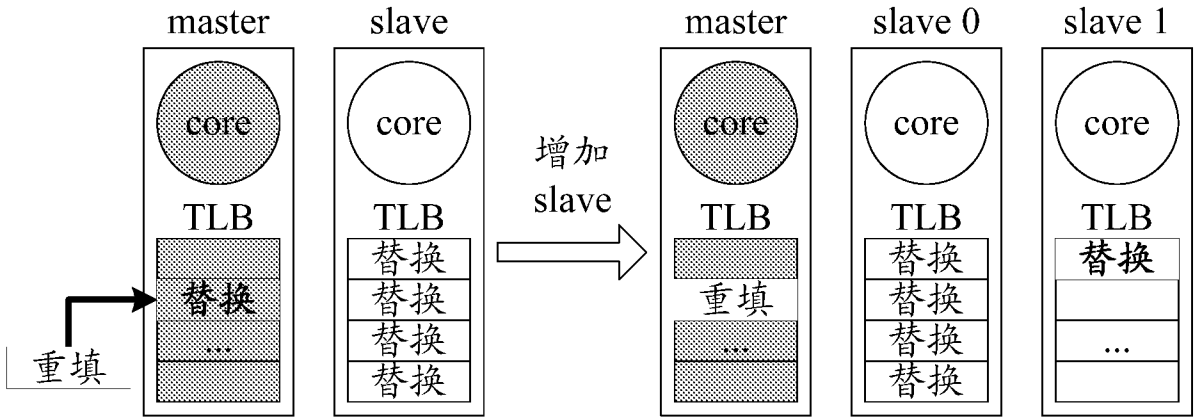 master slave master slave 0 slave 1
core core core core core
增加
slave
TLB TLB TLB TLB TLB
替换 替换 替换
替换 替换 重填 替换
... 替换 ... 替换 ...
重填 替换 替换